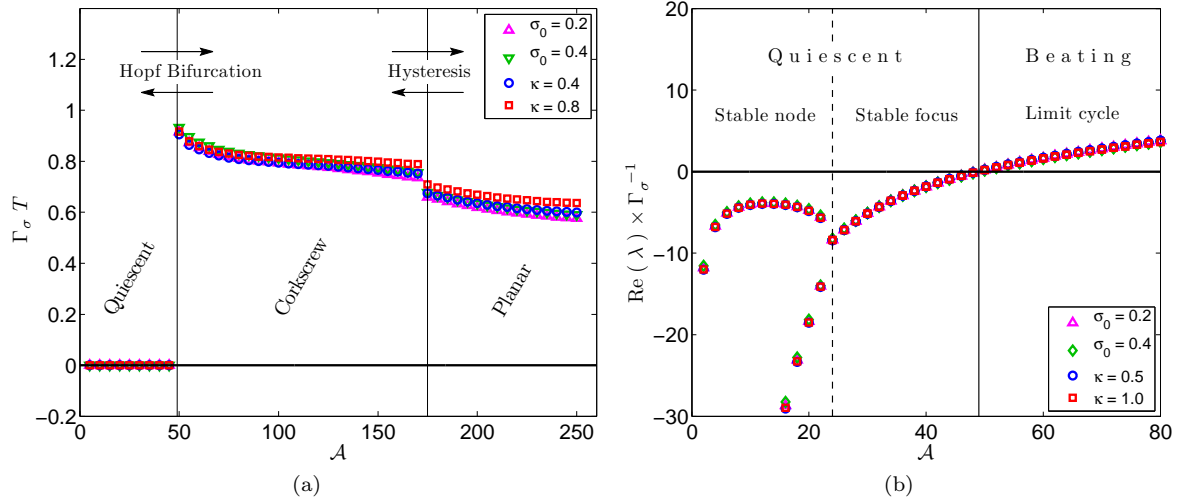 Γσ T
1.2
1
0.8
0.6
0.4
0.2
0
−0.2
Hopf Bifurcation
Hysteresis
σ0 = 0.2
σ0 = 0.4
κ = 0.4
κ = 0.8
Quiescent
Corkscrew
Planar
0 50 100 150 200 250
𝒜
(a)
Re ( λ ) × Γσ−1
20
10
0
−10
−20
−30
Quiescent
Beating
Stable node
Stable focus
Limit cycle
σ0 = 0.2
σ0 = 0.4
κ = 0.5
κ = 1.0
0 20 40 60 80
𝒜
(b)